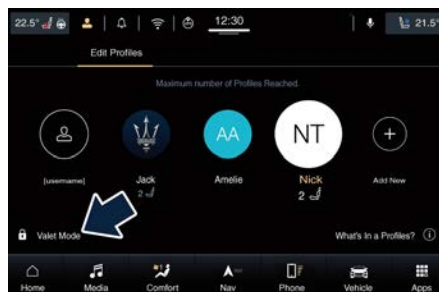 22.5° 12:30 21.5°
Edit Profiles
Maximum number of Profiles Reached.
AA NT +
[username] Jack Amelie Nick Add New
2 2
Valet Mode What's In a Profiles? i
Home Media Comfort Nav Phone Vehicle Apps